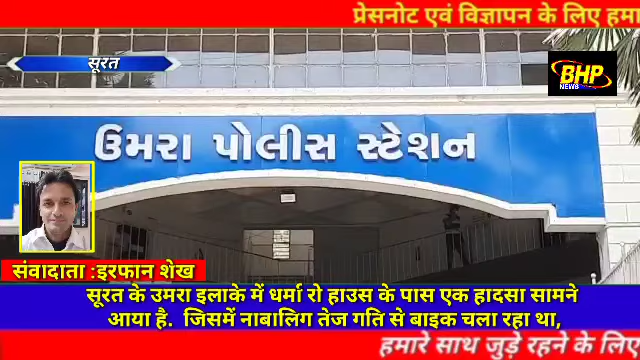 प्रेसनोट एवं विज्ञापन के लिए हमा
सूरत
BHP
NEWS
ઉમરા પોલીસ સ્ટેશન
संवादाता :इरफान शेख
सूरत के उमरा इलाके में धर्मा रो हाउस के पास एक हादसा सामने
आया है. जिसमें नाबालिग तेज गति से बाइक चला रहा था,
हमारे साथ जुड़े रहने के लिए